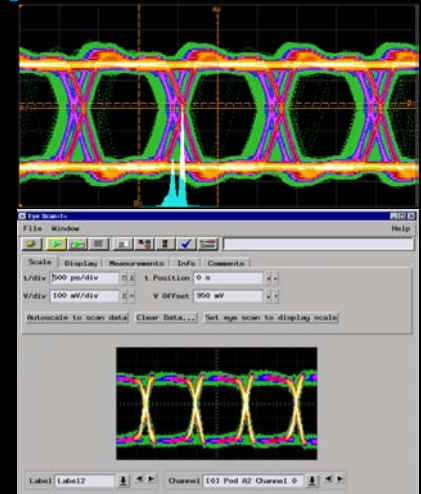 Eye Scan<1>
File Window Help
Scale Display Measurements Info Comments
t/div 500 ps/div t Position 0 s
V/div 100 mV/div V Offset 950 mV
Autoscale to scan data Clear Data... Set eye scan to display scale
Label Label2 Channel [0] Pod A2 Channel 0